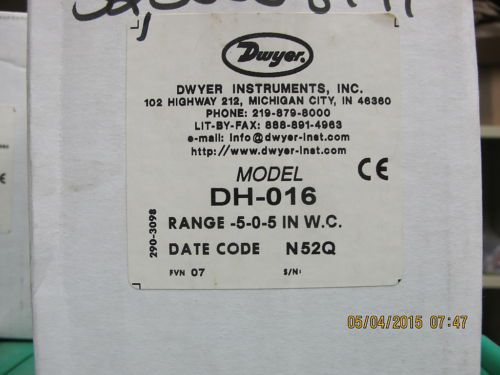 Dwyer
DWYER INSTRUMENTS, INC.
102 HIGHWAY 212, MICHIGAN CITY, IN 46360
PHONE: 219-879-8000
LIT-BY-FAX: 888-891-4963
e-mail: info@dwyer-inst.com
http://www.dwyer-inst.com
MODEL CE
DH-016
RANGE -5-0-5 IN W.C.
DATE CODE N52Q
FVN 07 S/N:
290-3098
05/04/2015 07:47